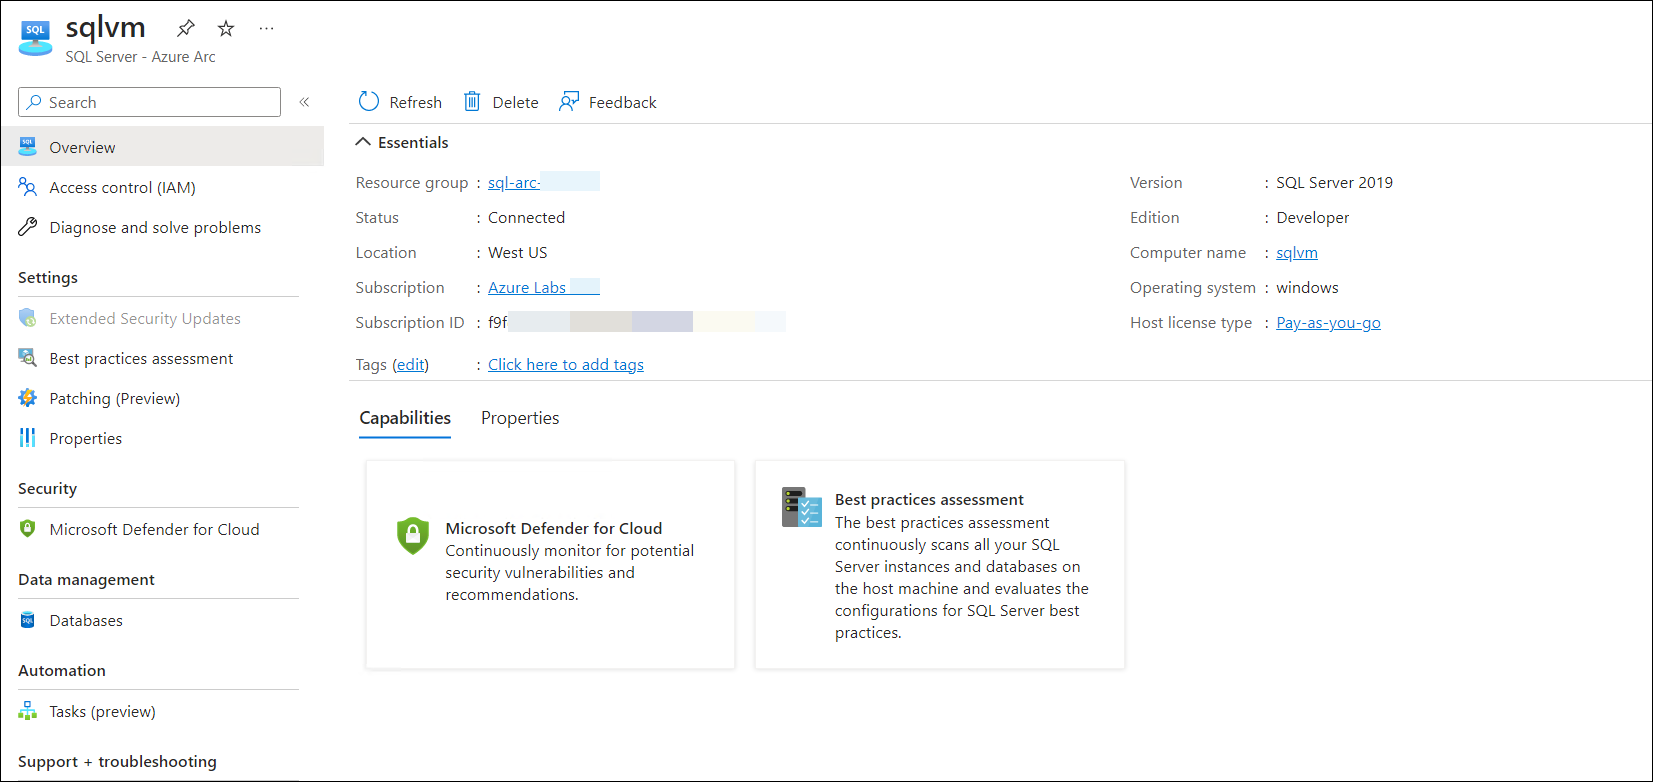 sqlvm
SQL Server - Azure Arc
Search
Overview
Access control (IAM)
Diagnose and solve problems
Settings
Extended Security Updates
Best practices assessment
Patching (Preview)
Properties
Security
Microsoft Defender for Cloud
Data management
Databases
Automation
Tasks (preview)
Support + troubleshooting
Refresh Delete Feedback
Essentials
Resource group : sql-arc-
Status : Connected
Location : West US
Subscription : Azure Labs
Subscription ID : f9f
Tags (edit) : Click here to add tags
Version : SQL Server 2019
Edition : Developer
Computer name : sqlvm
Operating system : windows
Host license type : Pay-as-you-go
Capabilities Properties
Microsoft Defender for Cloud
Continuously monitor for potential
security vulnerabilities and
recommendations.
Best practices assessment
The best practices assessment
continuously scans all your SQL
Server instances and databases on
the host machine and evaluates the
configurations for SQL Server best
practices.